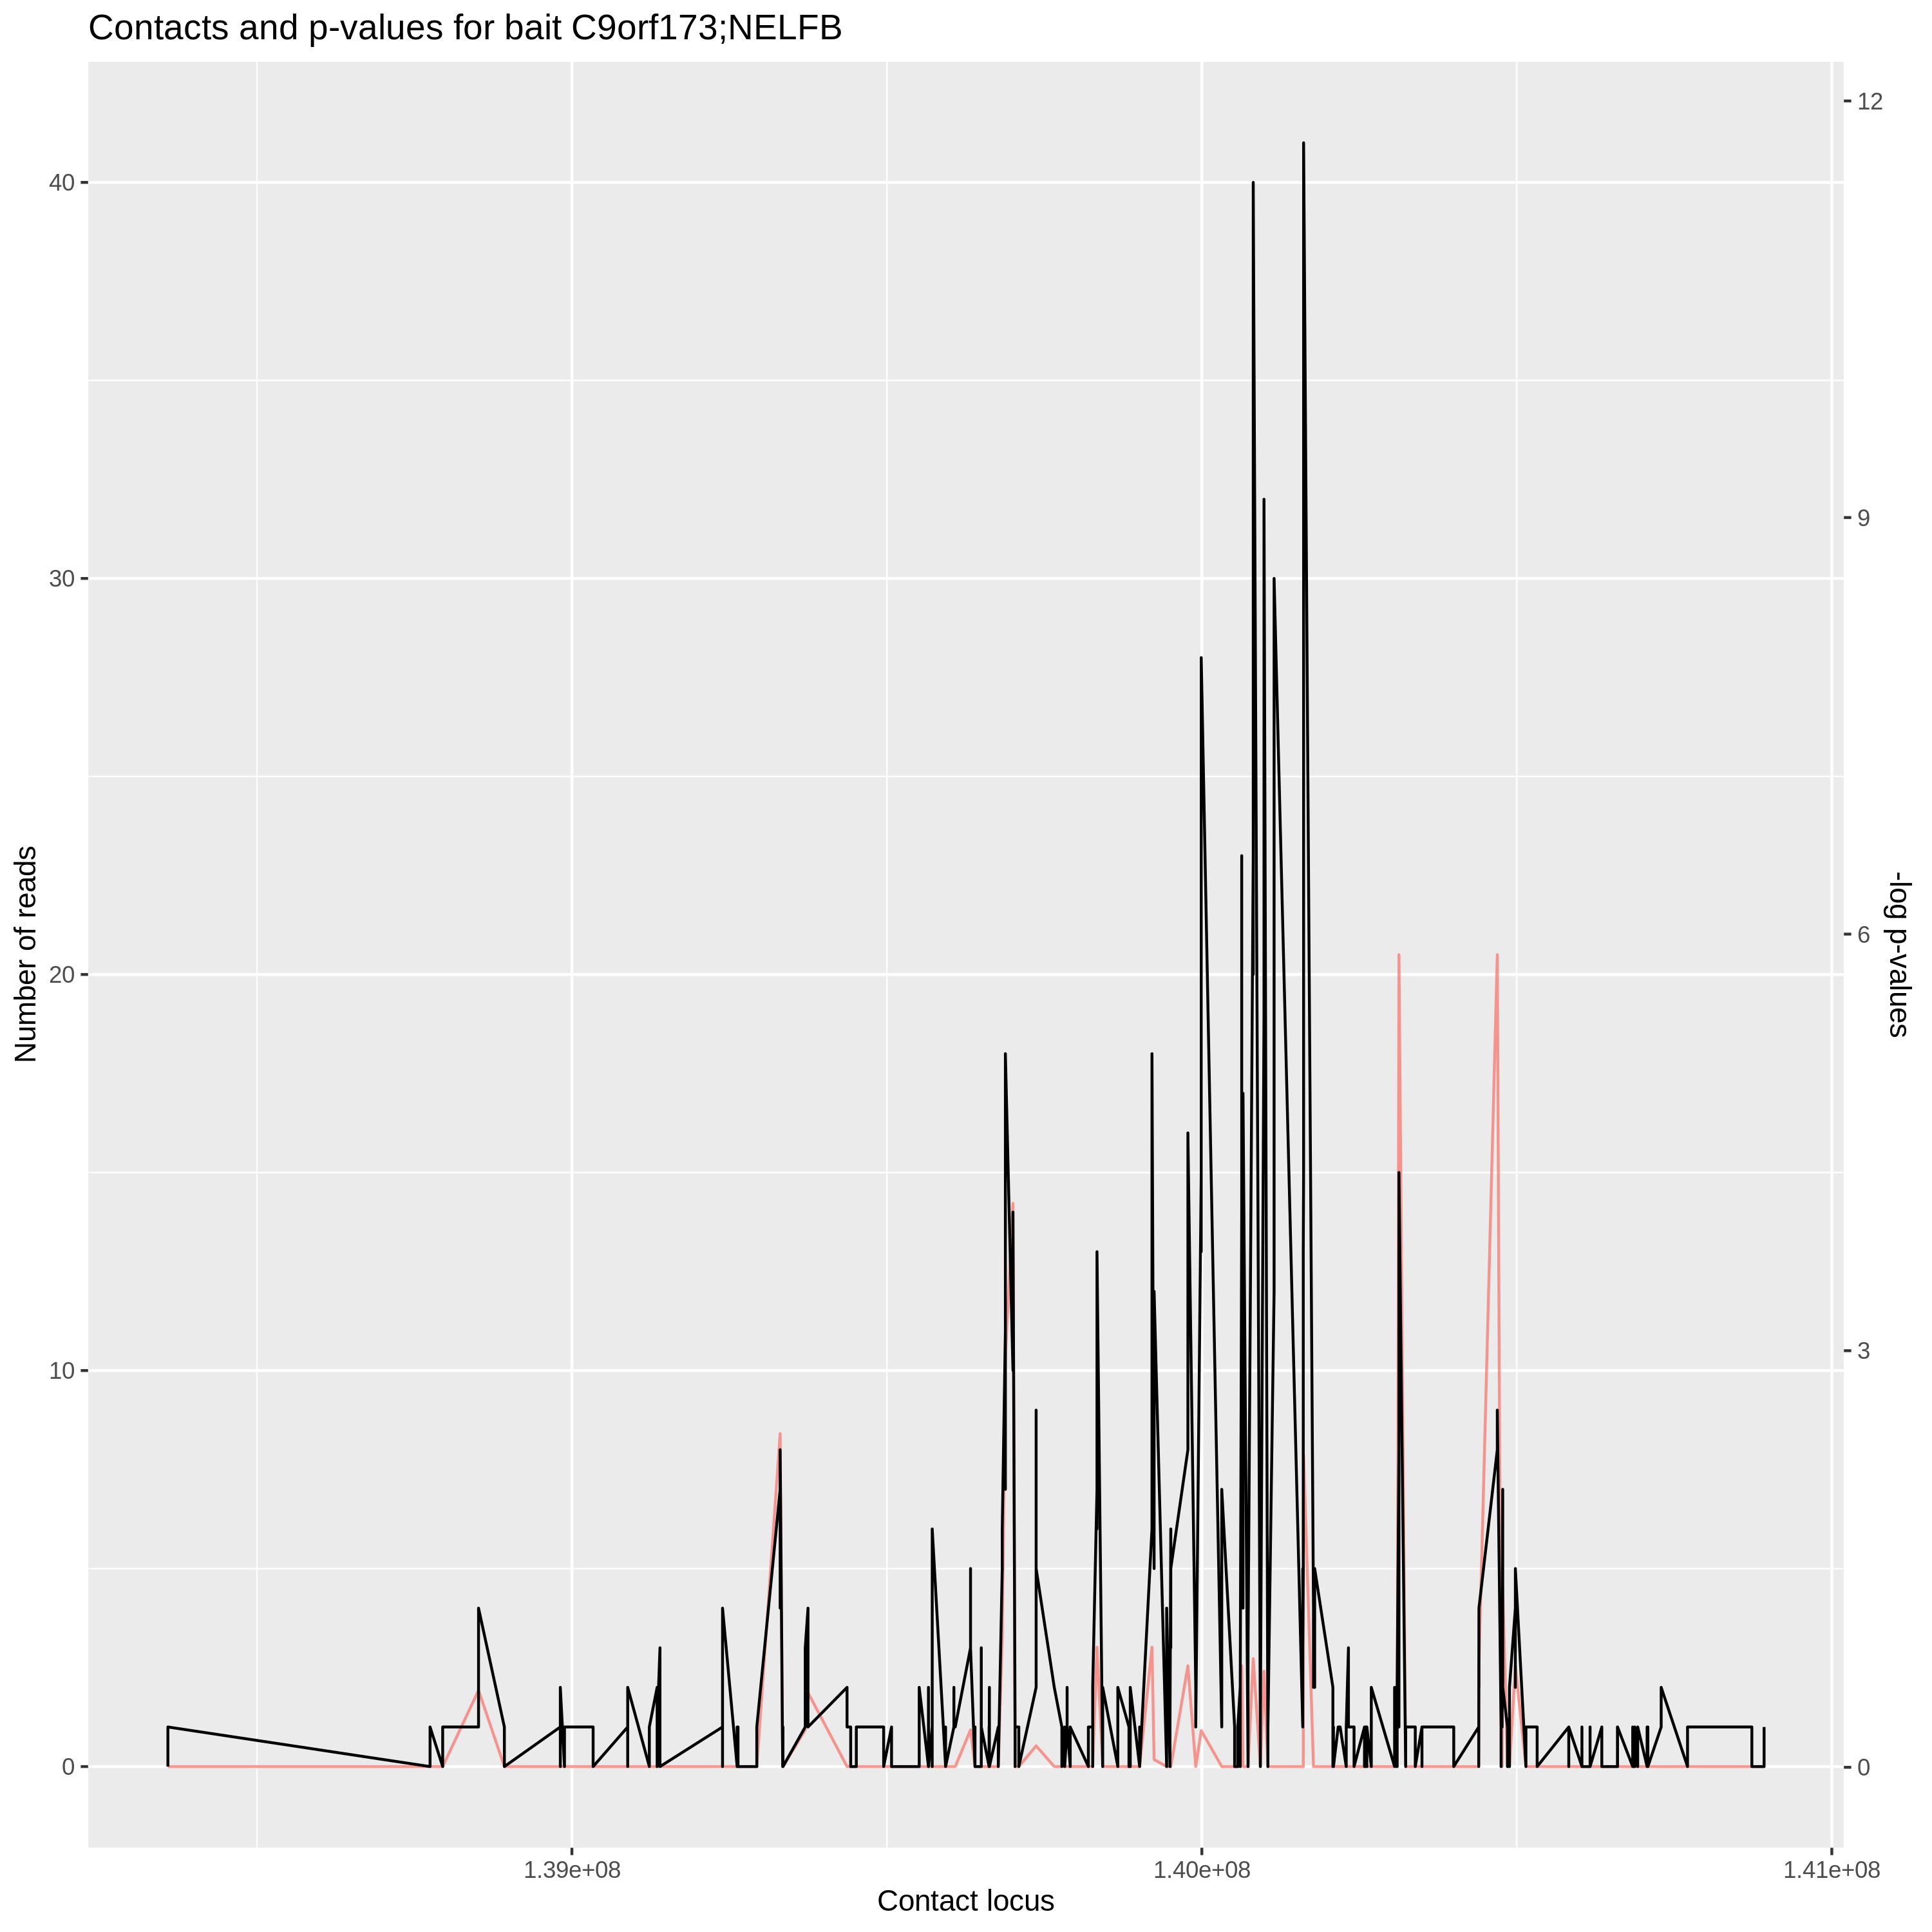 Contacts and p-values for bait C9orf173;NELFB
12
40
9
30
Number of reads
-log p-values
6
20
3
10
0
0
1.39e+08
1.40e+08
1.41e+08
Contact locus